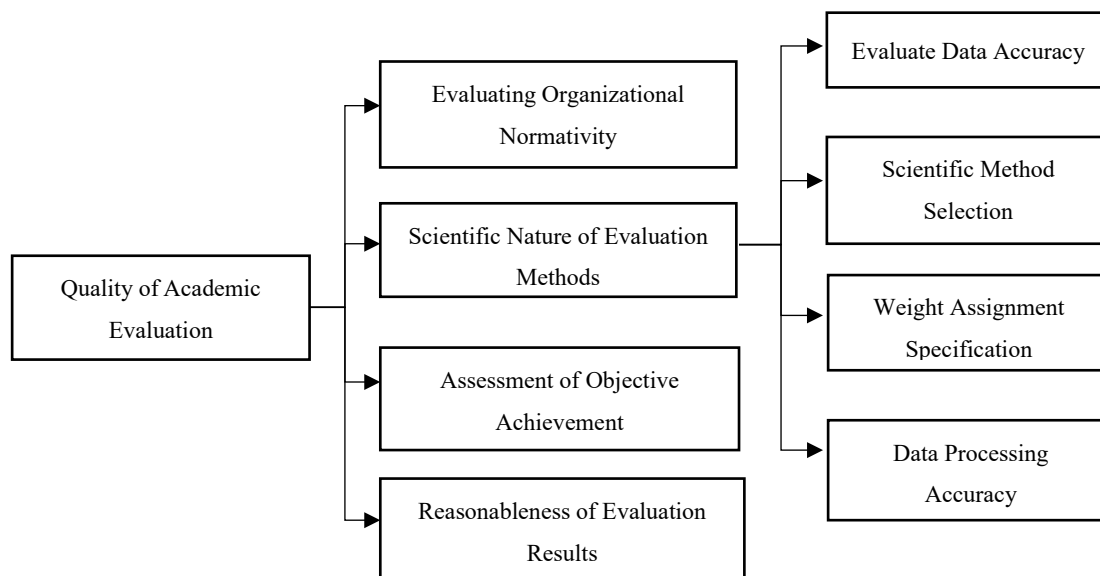 Quality of Academic
Evaluation
Evaluating Organizational
Normativity
Scientific Nature of Evaluation
Methods
Assessment of Objective
Achievement
Reasonableness of Evaluation
Results
Evaluate Data Accuracy
Scientific Method
Selection
Weight Assignment
Specification
Data Processing
Accuracy